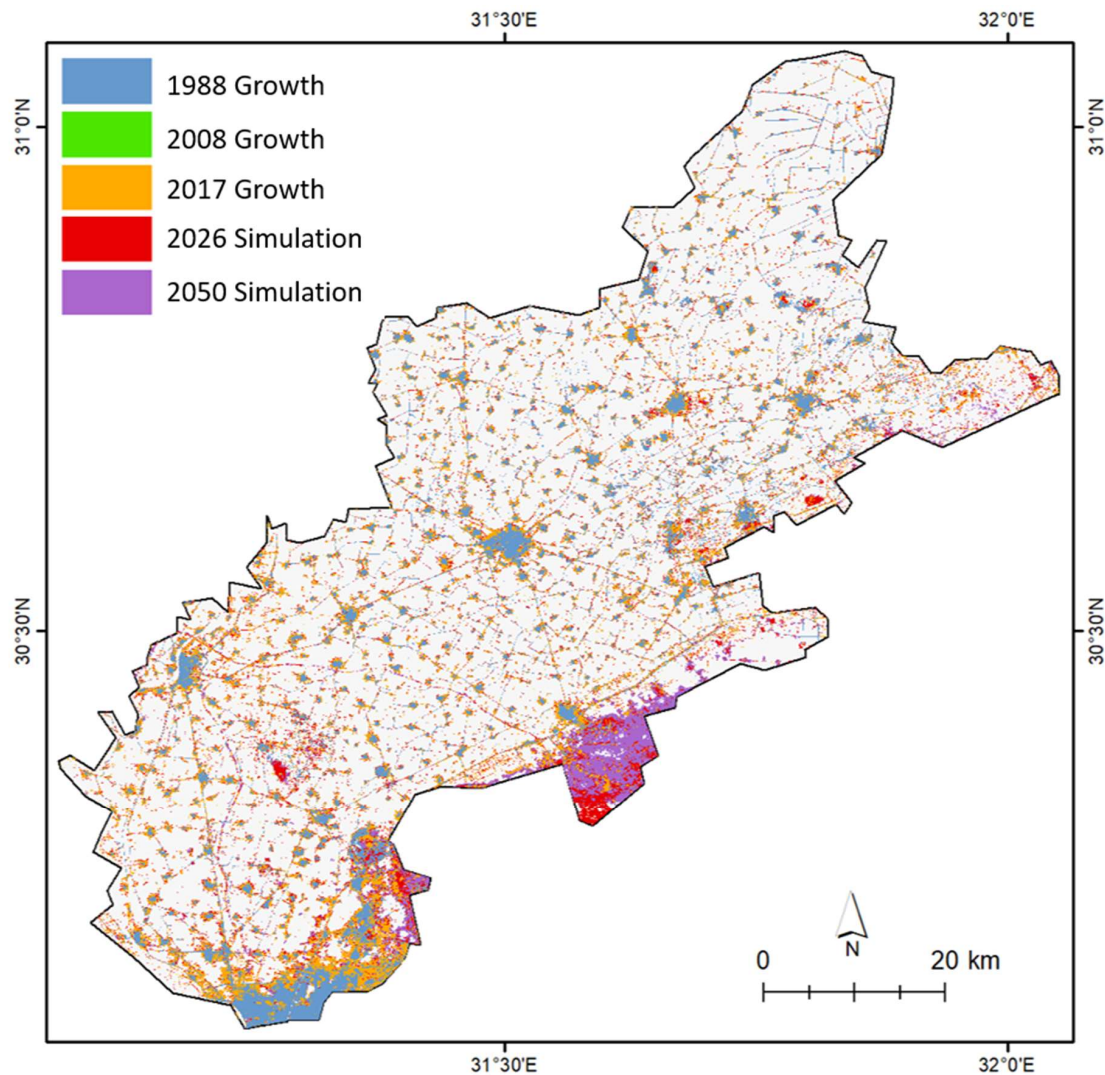 31°30'E 32°0'E
1988 Growth
2008 Growth
2017 Growth
2026 Simulation
2050 Simulation
31°0'N 31°0'N
30°30'N 30°30'N
N
0 20 km
31°30'E 32°0'E